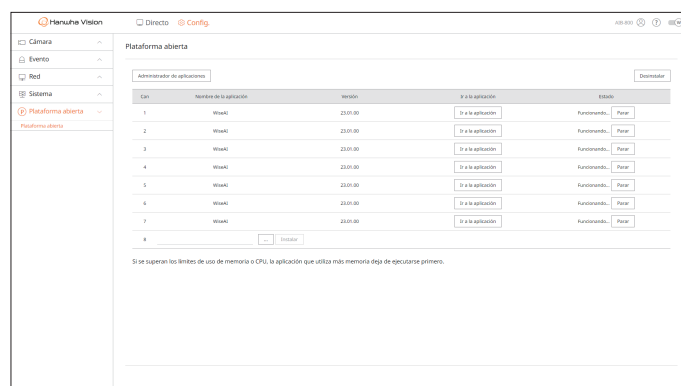 Hanwha Vision Directo Config. AIB-800
Cámara
Evento
Red
Sistema
Plataforma abierta
Plataforma abierta
Plataforma abierta
Administrador de aplicaciones Desinstalar
Can Nombre de la aplicación Versión Ir a la aplicación Estado
1 WiseAI 23.01.00 Ir a la aplicación Funcionando... Parar
2 WiseAI 23.01.00 Ir a la aplicación Funcionando... Parar
3 WiseAI 23.01.00 Ir a la aplicación Funcionando... Parar
4 WiseAI 23.01.00 Ir a la aplicación Funcionando... Parar
5 WiseAI 23.01.00 Ir a la aplicación Funcionando... Parar
6 WiseAI 23.01.00 Ir a la aplicación Funcionando... Parar
7 WiseAI 23.01.00 Ir a la aplicación Funcionando... Parar
8 ... Instalar
Si se superan los límites de uso de memoria o CPU, la aplicación que utiliza más memoria deja de ejecutarse primero.